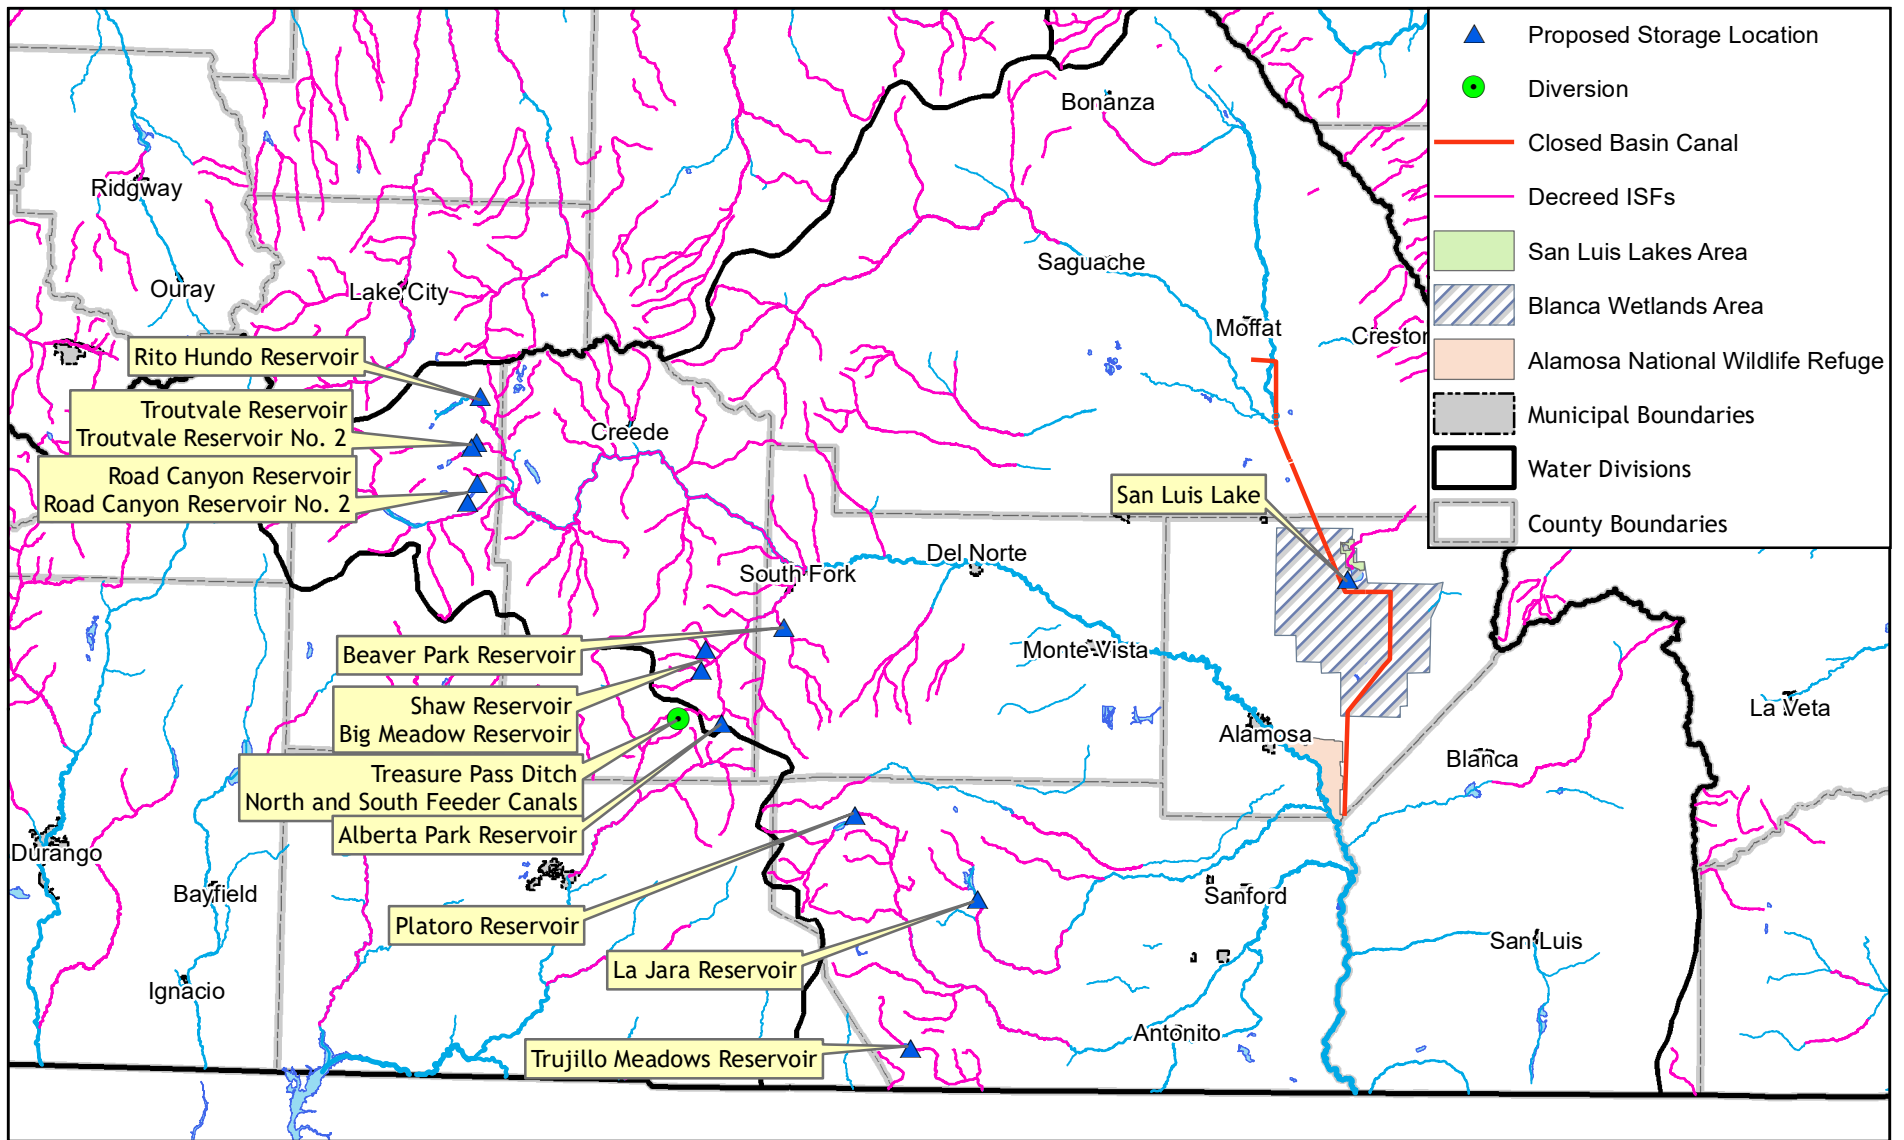 Proposed Storage Location
Diversion
Closed Basin Canal
Decreed ISFs
San Luis Lakes Area
Blanca Wetlands Area
Alamosa National Wildlife Refuge
Municipal Boundaries
Water Divisions
County Boundaries
Bonanza
Ridgway
Saguache
Ouray
Lake City
Moffat
Creston
Rito Hundo Reservoir
Troutvale Reservoir
Troutvale Reservoir No. 2
Creede
Road Canyon Reservoir
Road Canyon Reservoir No. 2
San Luis Lake
Del Norte
South Fork
Beaver Park Reservoir
Monte Vista
Shaw Reservoir
Big Meadow Reservoir
La Veta
Alamosa
Blanca
Treasure Pass Ditch
North and South Feeder Canals
Alberta Park Reservoir
Durango
Bayfield
Sanford
Platoro Reservoir
San Luis
La Jara Reservoir
Ignacio
Antonito
Trujillo Meadows Reservoir